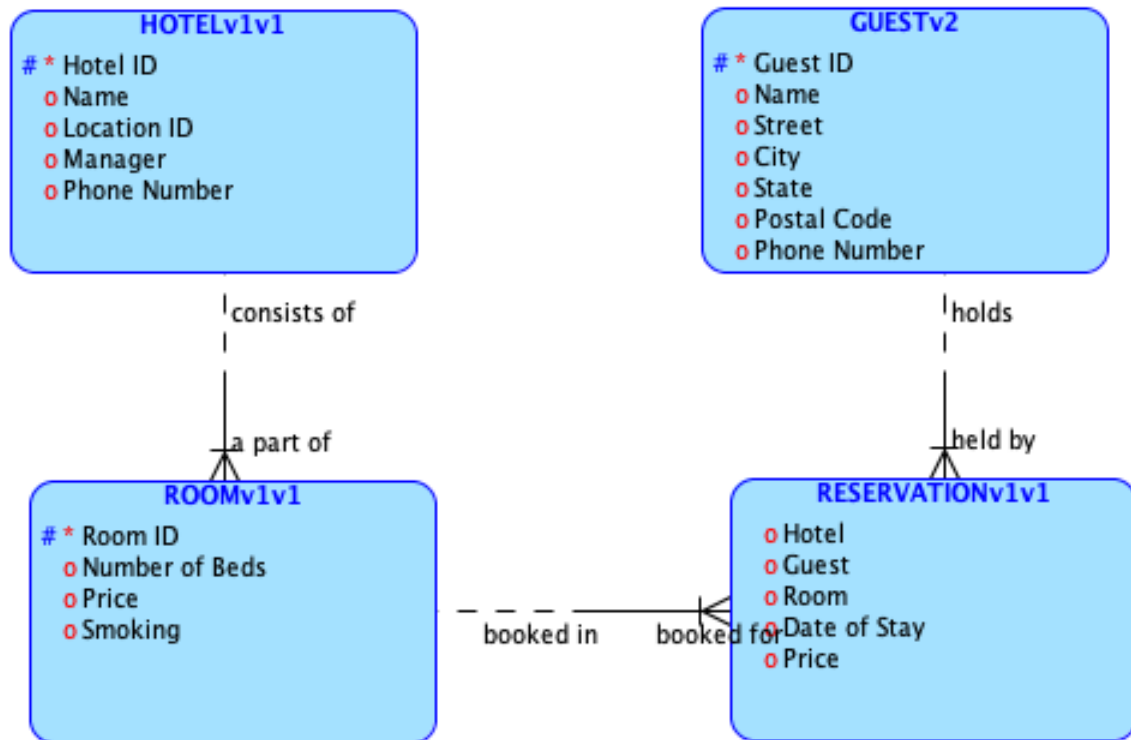 HOTELv1v1
# * Hotel ID
o Name
o Location ID
o Manager
o Phone Number
GUESTv2
# * Guest ID
o Name
o Street
o City
o State
o Postal Code
o Phone Number
consists of
a part of
holds
held by
ROOMv1v1
# * Room ID
o Number of Beds
o Price
o Smoking
booked in
booked for
RESERVATIONv1v1
o Hotel
o Guest
o Room
o Date of Stay
o Price